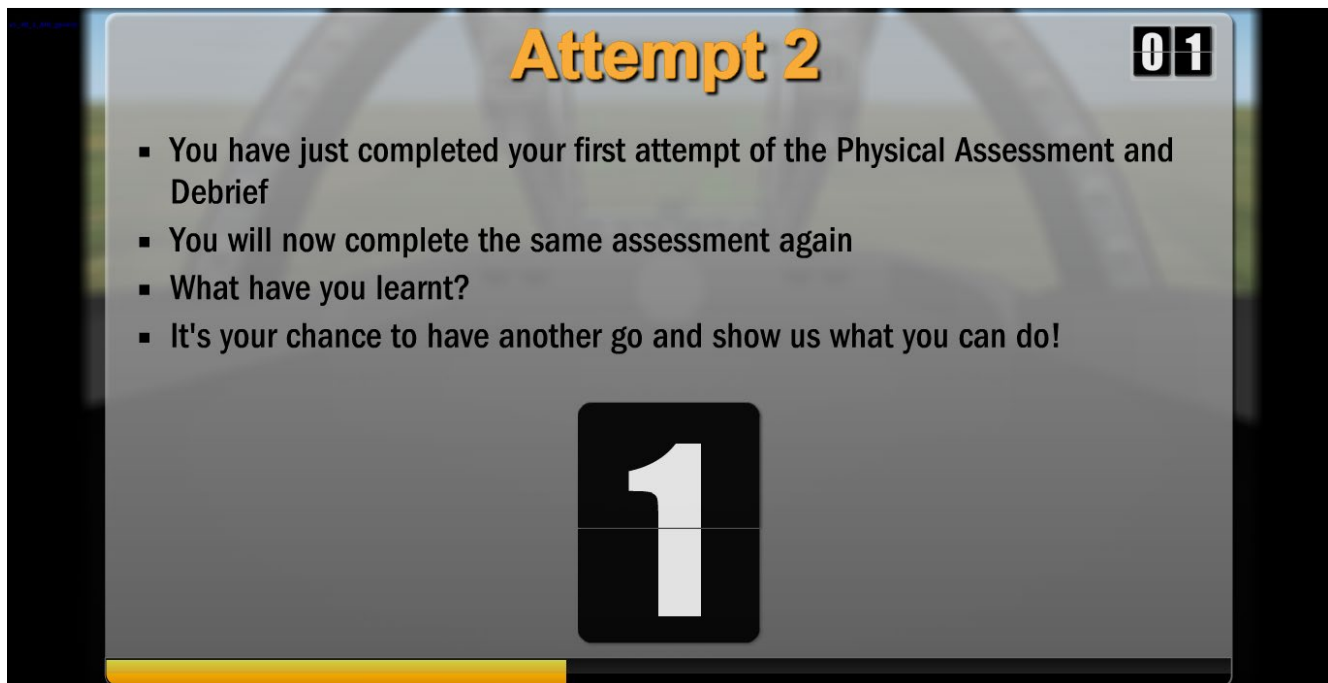 Attempt 2
01
▪ You have just completed your first attempt of the Physical Assessment and
Debrief
▪ You will now complete the same assessment again
▪ What have you learnt?
▪ It's your chance to have another go and show us what you can do!
1